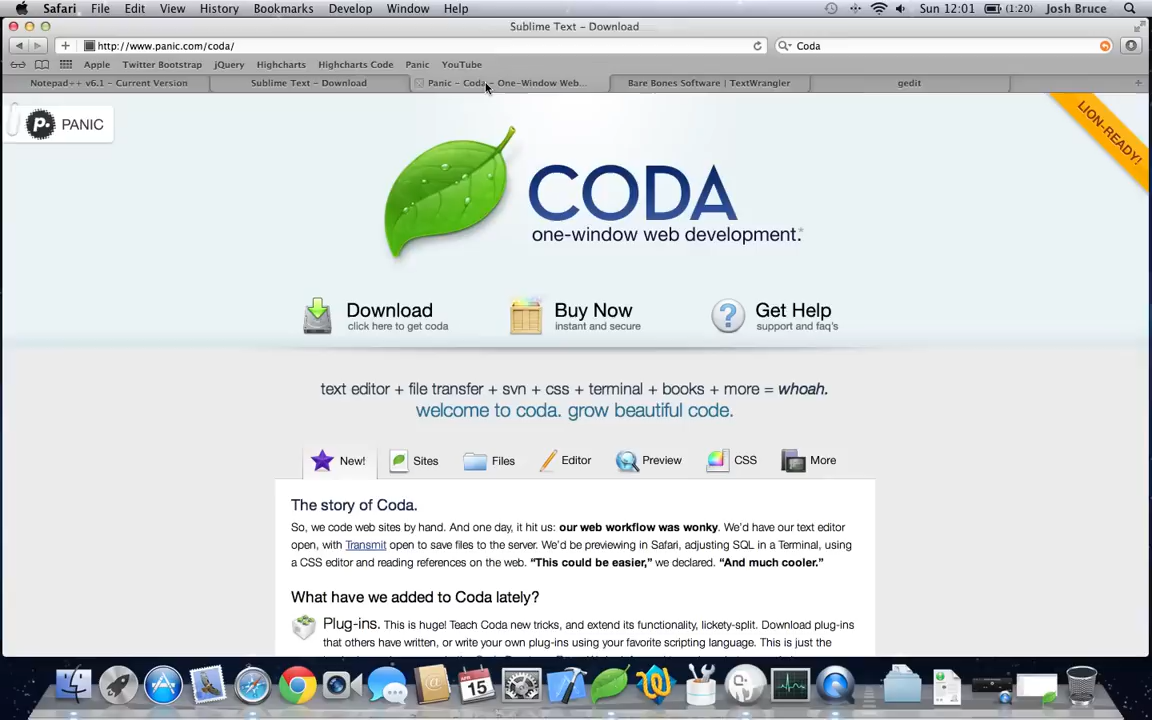 Safari File Edit View History Bookmarks Develop Window Help Sun 12:01 (1:20) Josh Bruce
Sublime Text – Download
http://www.panic.com/coda/ Coda
Apple Twitter Bootstrap jQuery Highcharts Highcharts Code Panic YouTube
Notepad++ v6.1 - Current Version Sublime Text - Download Panic – Coda – One-Window Web... Bare Bones Software | TextWrangler gedit
LION-READY!
PANIC
CODA
one-window web development.*
Download Buy Now Get Help
click here to get coda instant and secure support and faq's
text editor + file transfer + svn + css + terminal + books + more = whoah.
welcome to coda. grow beautiful code.
New! Sites Files Editor Preview CSS More
The story of Coda.
So, we code web sites by hand. And one day, it hit us: our web workflow was wonky. We'd have our text editor
open, with Transmit open to save files to the server. We'd be previewing in Safari, adjusting SQL in a Terminal, using
a CSS editor and reading references on the web. “This could be easier,” we declared. “And much cooler.”
What have we added to Coda lately?
Plug-ins. This is huge! Teach Coda new tricks, and extend its functionality, lickety-split. Download plug-ins
that others have written, or write your own plug-ins using your favorite scripting language. This is just the
15